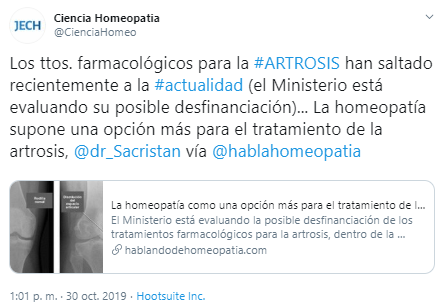 JECH
Ciencia Homeopatia
@CienciaHomeo
Los ttos. farmacológicos para la #ARTROSIS han saltado
recientemente a la #actualidad (el Ministerio está
evaluando su posible desfinanciación)... La homeopatía
supone una opción más para el tratamiento de la
artrosis, @dr_Sacristan vía @hablahomeopatia
La homeopatía como una opción más para el tratamiento de l...
El Ministerio está evaluando la posible desfinanciación de los
tratamientos farmacológicos para la artrosis, dentro de la ...
hablandodehomeopatia.com
1:01 p. m. · 30 oct. 2019 · Hootsuite Inc.